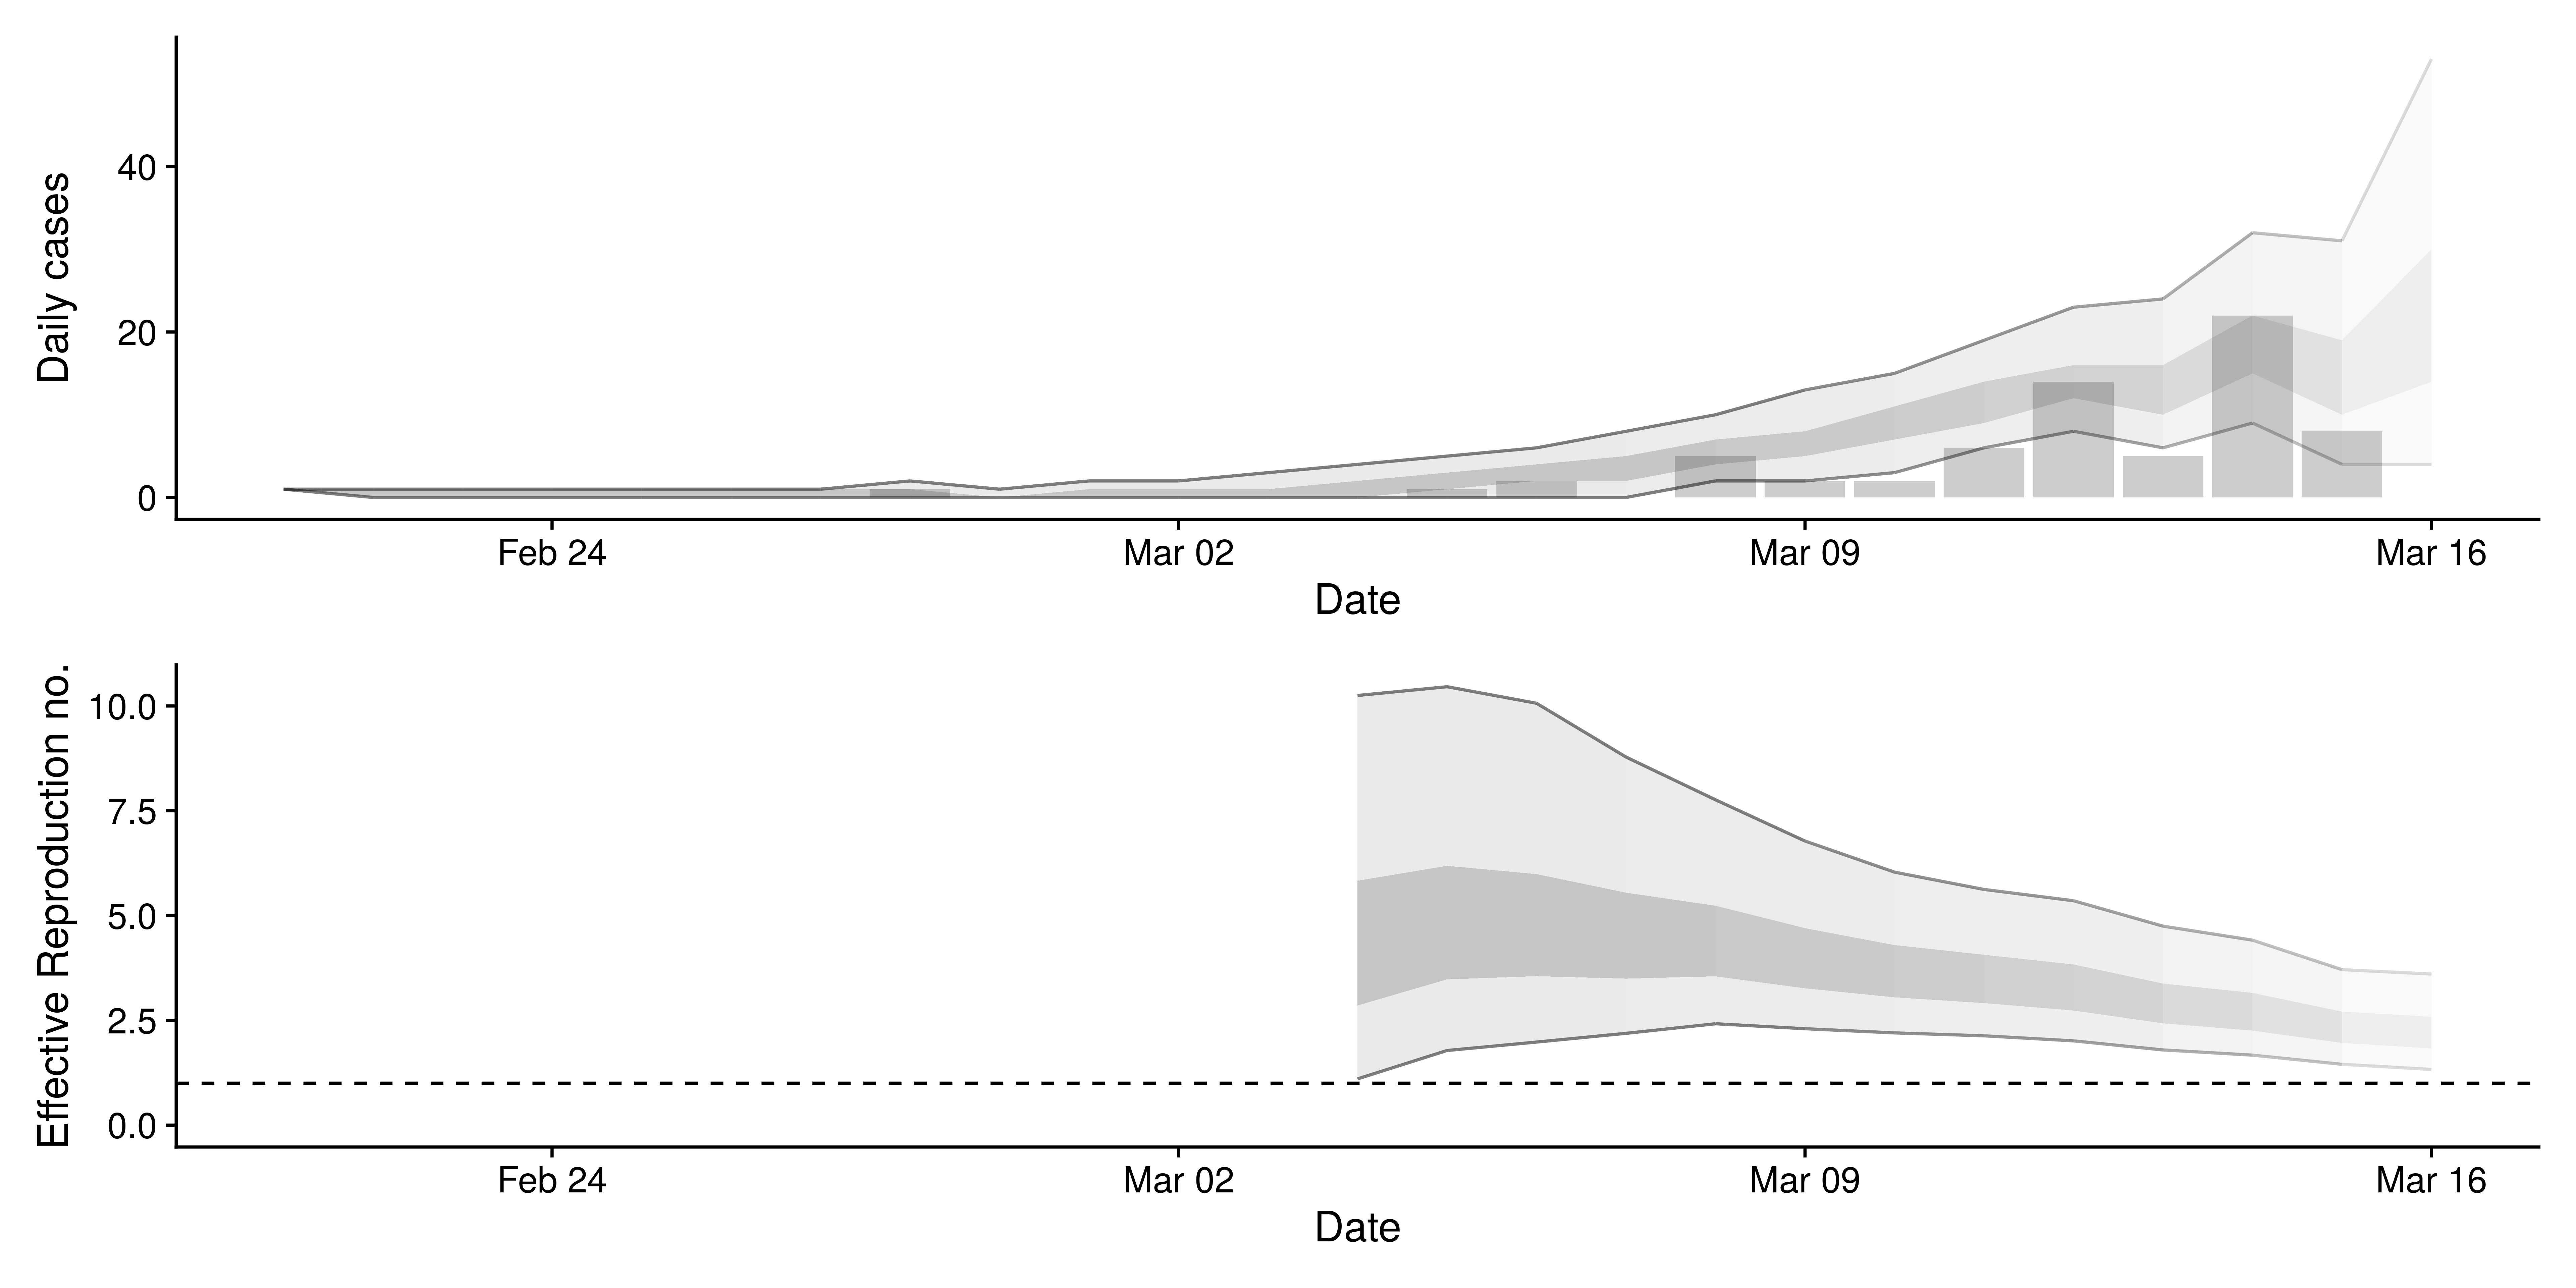 Daily cases
40
20
0
Feb 24 Mar 02 Mar 09 Mar 16
Date
Effective Reproduction no.
10.0
7.5
5.0
2.5
0.0
Feb 24 Mar 02 Mar 09 Mar 16
Date